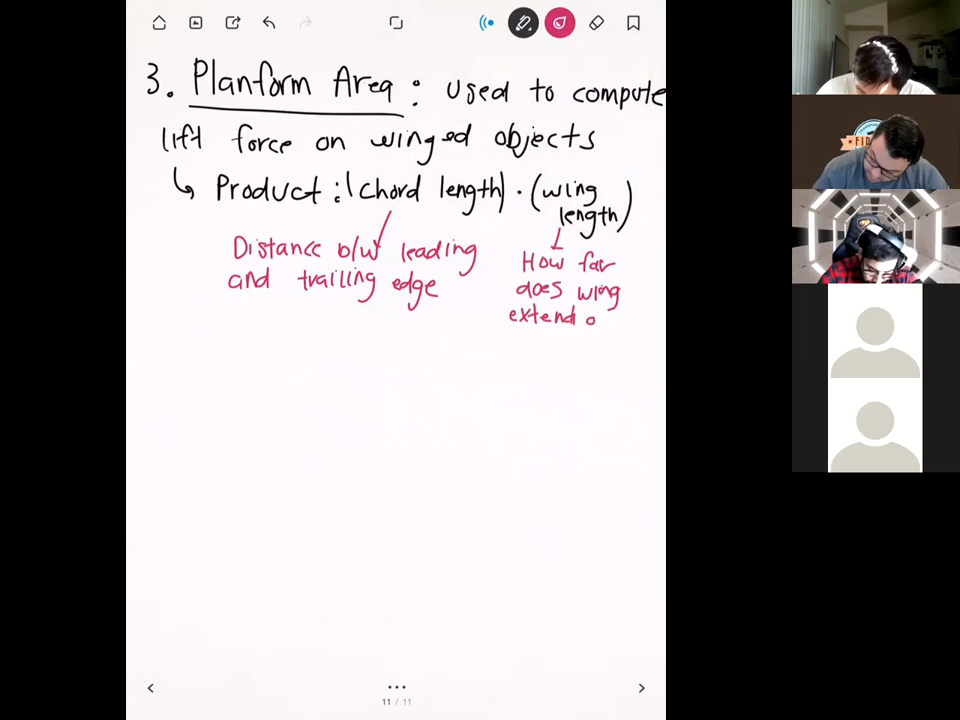 3. Planform Area : used to compute
lift force on winged objects
↳ Product : (chord length) · (wing length)
Distance b/w leading
and trailing edge
How far
does wing
extend o
11 / 11